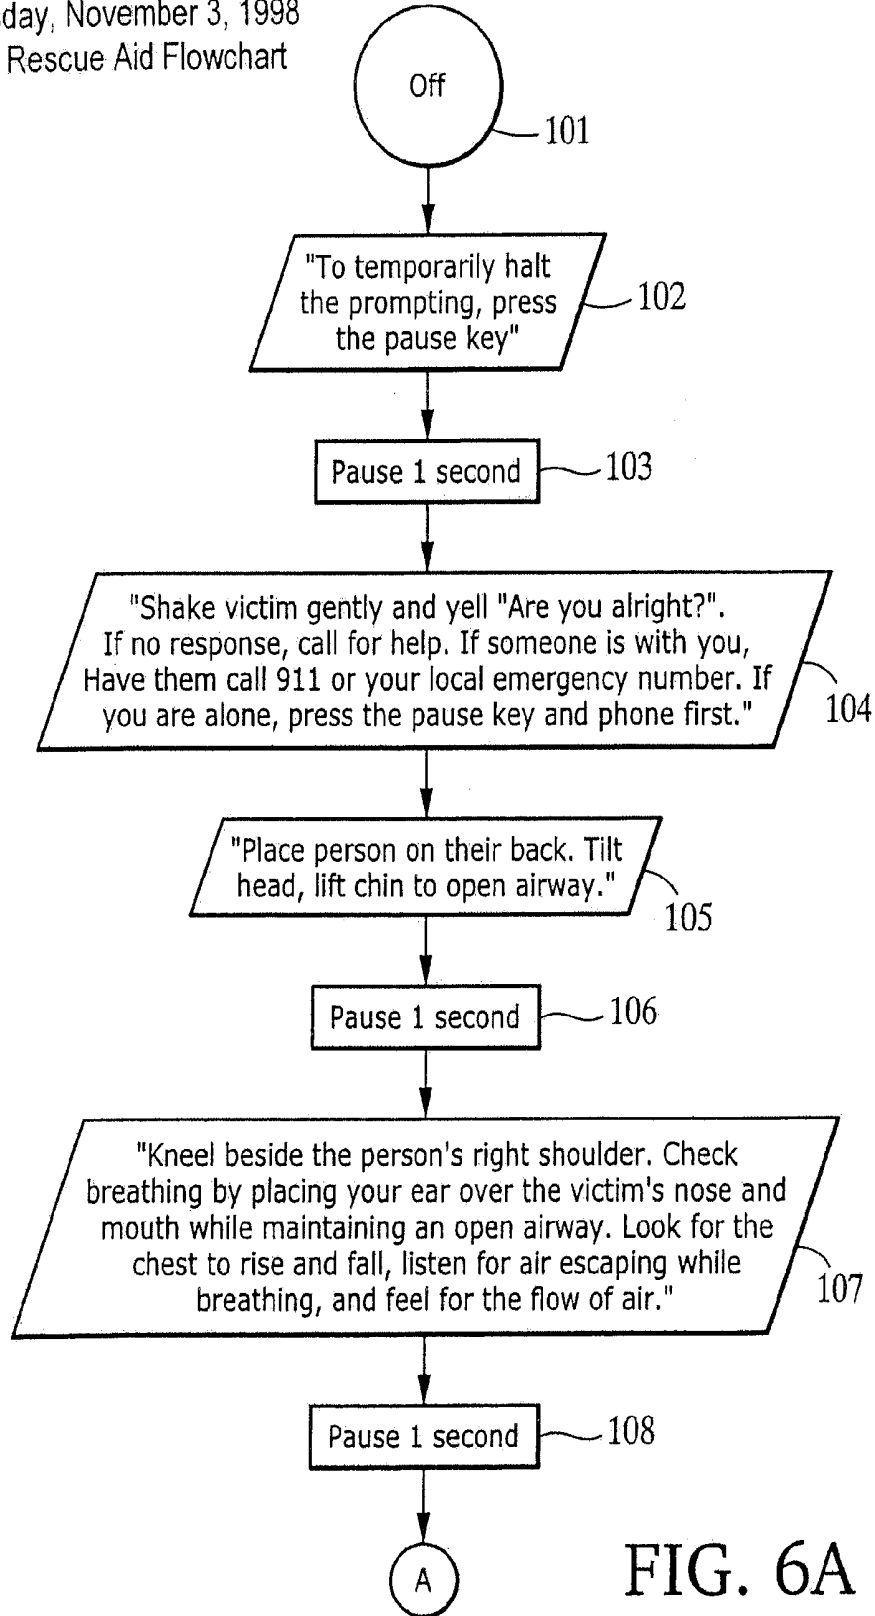 day, November 3, 1998
Rescue Aid Flowchart
Off
101
"To temporarily halt
the prompting, press
the pause key"
102
Pause 1 second
103
"Shake victim gently and yell "Are you alright?".
If no response, call for help. If someone is with you,
Have them call 911 or your local emergency number. If
you are alone, press the pause key and phone first."
104
"Place person on their back. Tilt
head, lift chin to open airway."
105
Pause 1 second
106
"Kneel beside the person's right shoulder. Check
breathing by placing your ear over the victim's nose and
mouth while maintaining an open airway. Look for the
chest to rise and fall, listen for air escaping while
breathing, and feel for the flow of air."
107
Pause 1 second
108
A
FIG. 6A